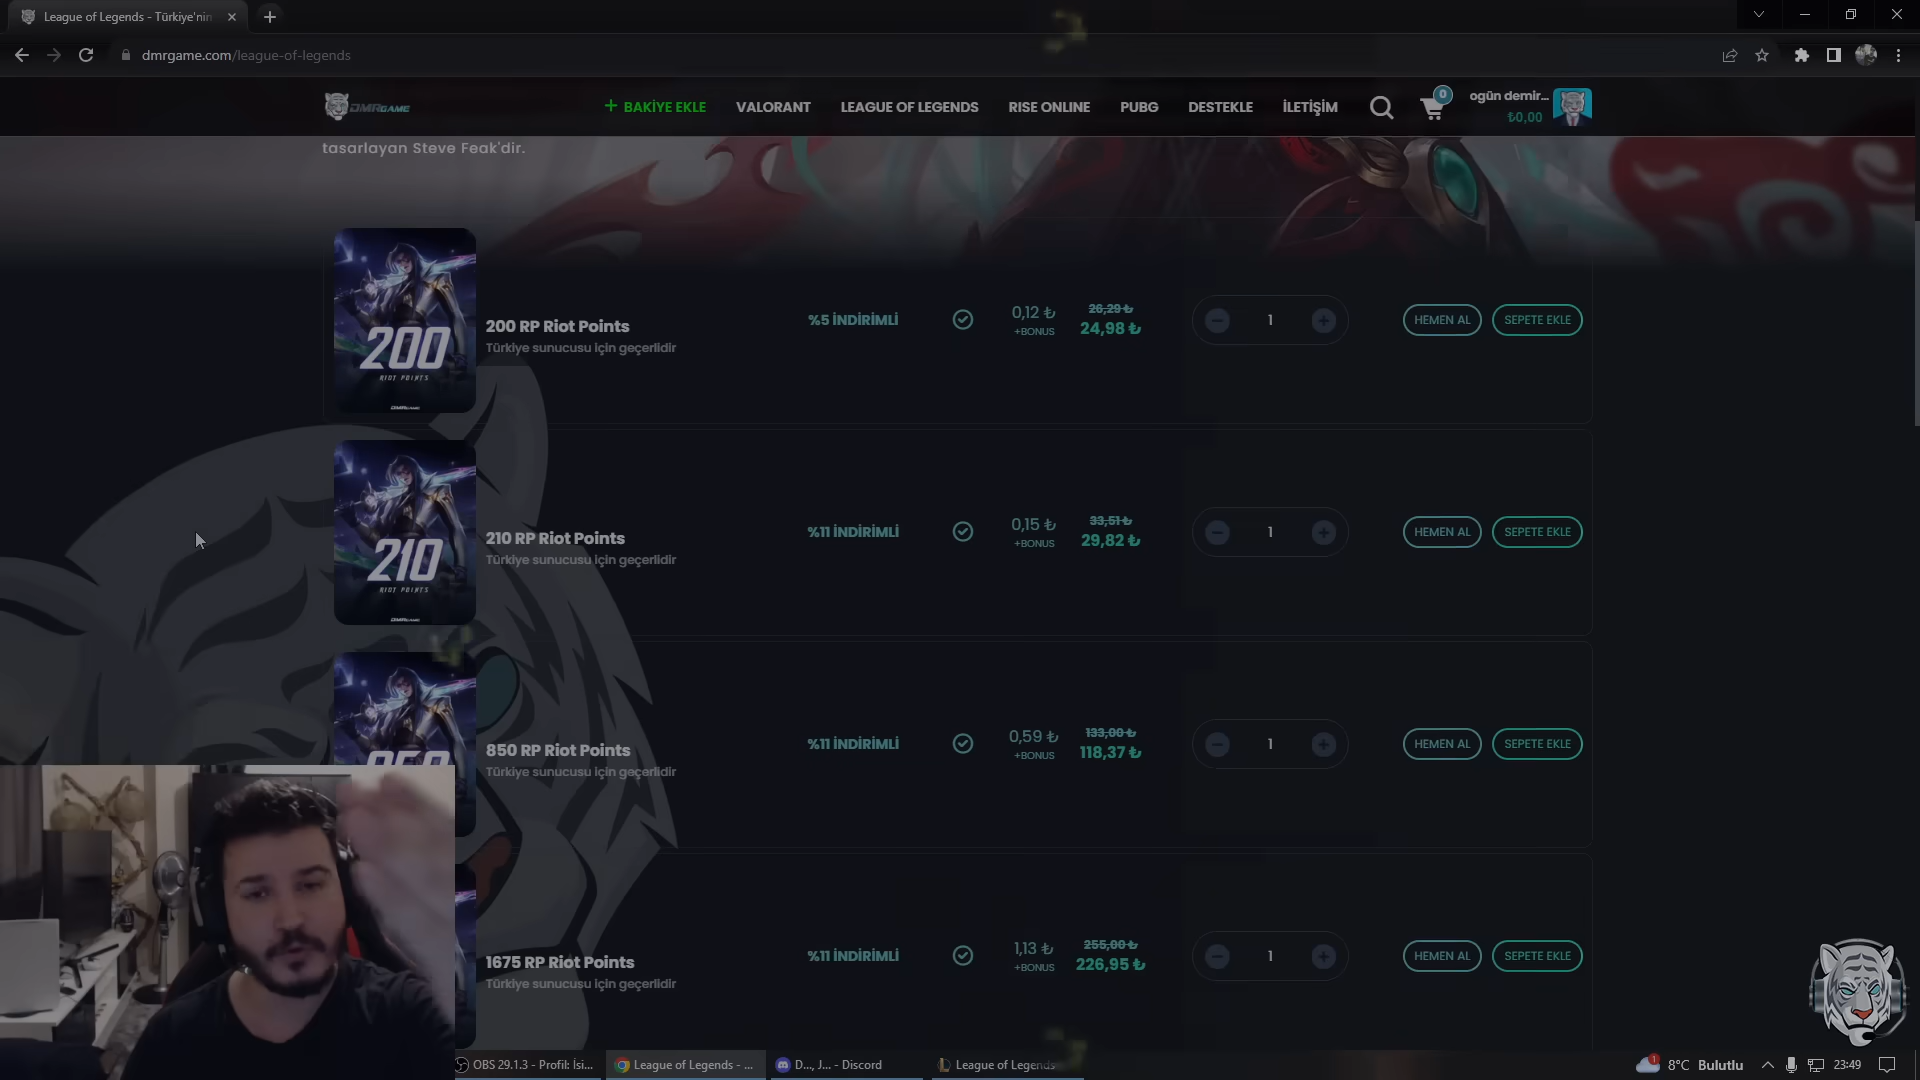 League of Legends - Türkiye'nin
dmrgame.com/league-of-legends
DMRGAME
+ BAKİYE EKLE
VALORANT
LEAGUE OF LEGENDS
RISE ONLINE
PUBG
DESTEKLE
İLETİŞİM
0
ogün demir...
₺0,00
tasarlayan Steve Feak'dir.
200
RIOT POINTS
DMRGAME
200 RP Riot Points
Türkiye sunucusu için geçerlidir
%5 İNDİRİMLİ
0,12 ₺
+BONUS
26,29 ₺
24,98 ₺
1
HEMEN AL
SEPETE EKLE
210
RIOT POINTS
DMRGAME
210 RP Riot Points
Türkiye sunucusu için geçerlidir
%11 İNDİRİMLİ
0,15 ₺
+BONUS
33,51 ₺
29,82 ₺
1
HEMEN AL
SEPETE EKLE
850
850 RP Riot Points
Türkiye sunucusu için geçerlidir
%11 İNDİRİMLİ
0,59 ₺
+BONUS
133,00 ₺
118,37 ₺
1
HEMEN AL
SEPETE EKLE
1675 RP Riot Points
Türkiye sunucusu için geçerlidir
%11 İNDİRİMLİ
1,13 ₺
+BONUS
255,00 ₺
226,95 ₺
1
HEMEN AL
SEPETE EKLE
OBS 29.1.3 - Profil: İsi...
League of Legends - ...
D..., J... - Discord
League of Legends
1
8°C Bulutlu
23:49